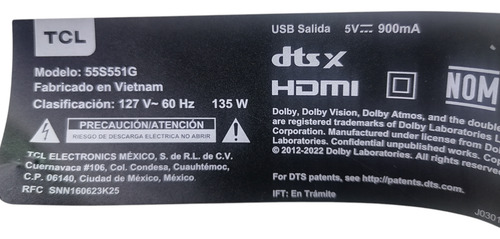 TCL
Modelo: 55S551G
Fabricado en Vietnam
Clasificación: 127 V~ 60 Hz 135 W
PRECAUCIÓN/ATENCIÓN
RIESGO DE DESCARGA ELECTRICA NO ABRIR
TCL ELECTRONICS MÉXICO, S. de R.L. de C.V.
Cuernavaca #106, Col. Condesa, Cuauhtémoc,
C.P. 06140, Ciudad de México, México
RFC SNN160623K25
USB Salida 5V 900mA
dts x
HDMI
NOM
Dolby, Dolby Vision, Dolby Atmos, and the double
are registered trademarks of Dolby Laboratories L
Corporation. Manufactured under license from Dol
Laboratories. Confidential unpublished works. Copy
© 2012-2022 Dolby Laboratories. All rights reserve
For DTS patents, see http://patents.dts.com.
IFT: En Trámite
J0301